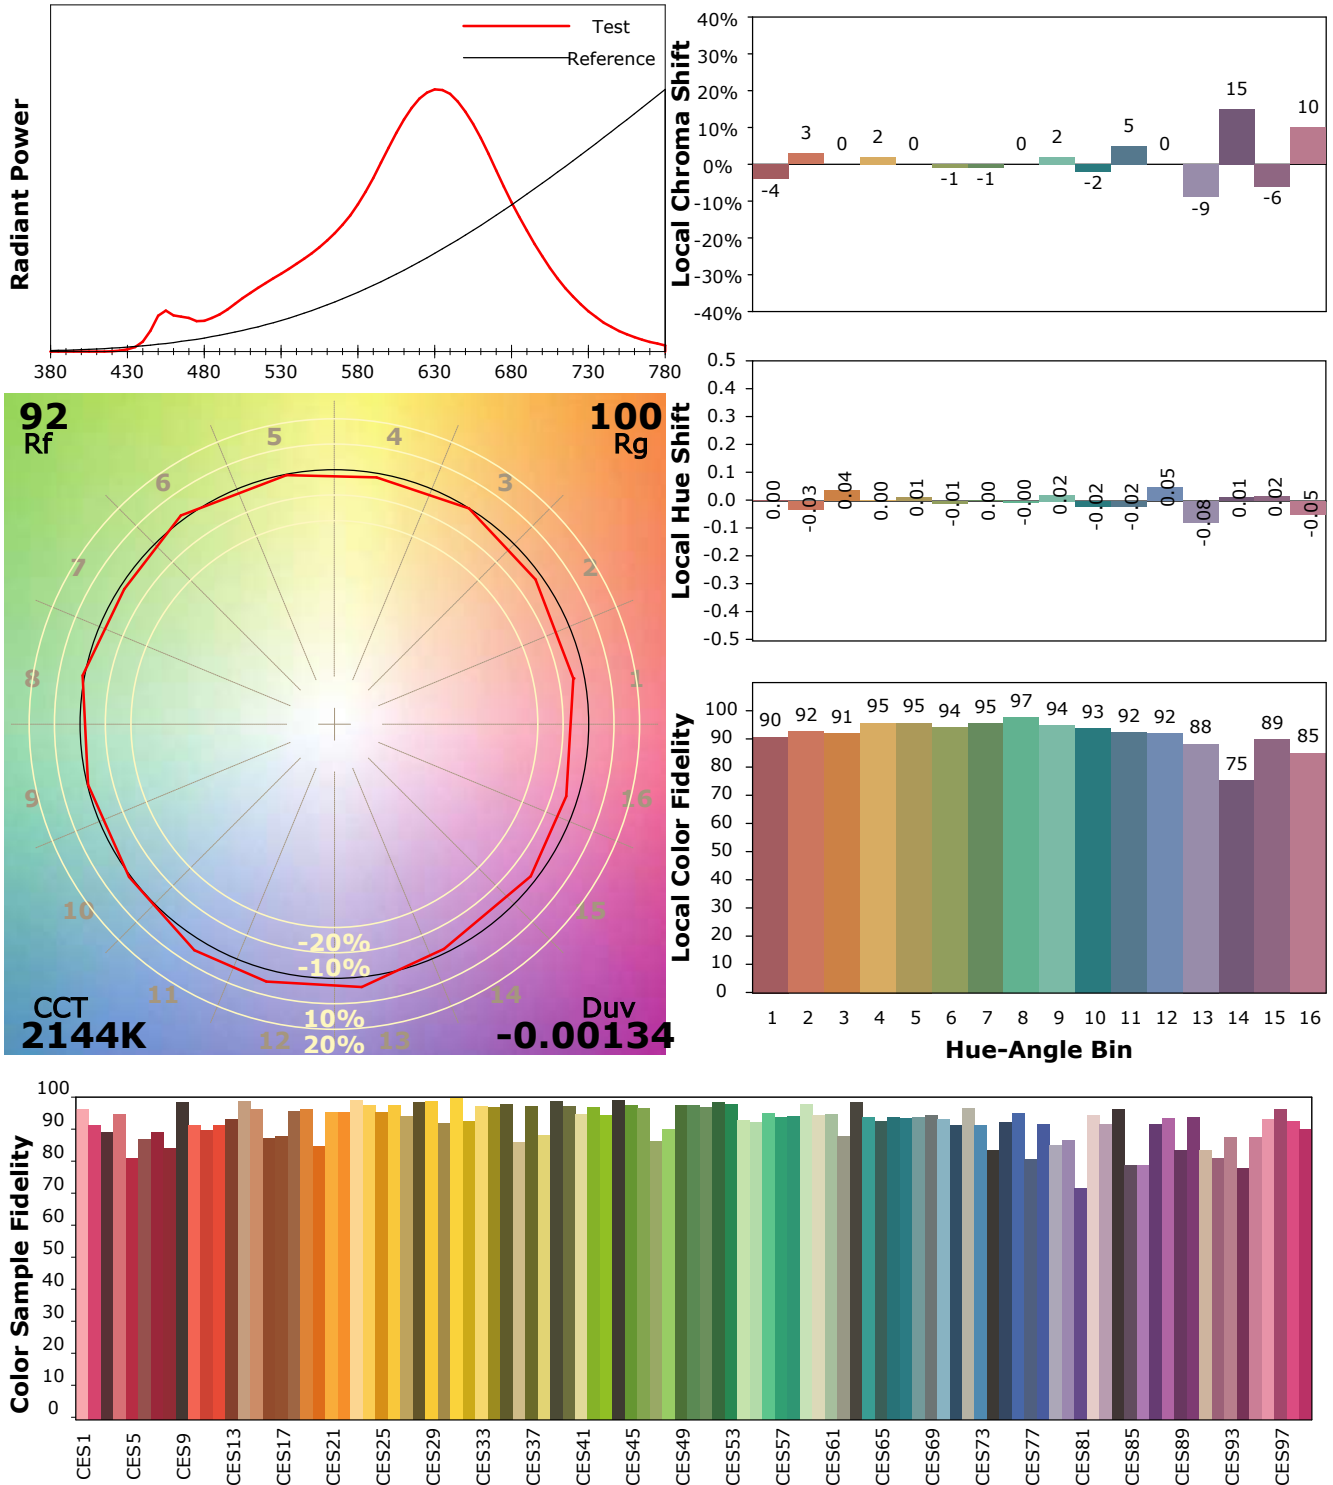 Test
Reference
Radiant Power
380 430 480 530 580 630 680 730 780
Local Chroma Shift
40%
30%
20%
10%
0%
-10%
-20%
-30%
-40%
-4 3 0 2 0 -1 -1 0 2 -2 5 0 -9 15 -6 10
Local Hue Shift
0.5
0.4
0.3
0.2
0.1
0.0
-0.1
-0.2
-0.3
-0.4
-0.5
0.00 -0.03 0.04 -0.00 0.01 -0.01 -0.00 -0.00 0.02 -0.02 -0.02 0.05 -0.08 0.01 0.02 -0.05
92
Rf
100
Rg
1 2 3 4 5 6 7 8 9 10 11 12 13 14 15 16
-20%
-10%
10%
20%
CCT
2144K
Duv
-0.00134
Local Color Fidelity
100
90
80
70
60
50
40
30
20
10
0
90 92 91 95 95 94 95 97 94 93 92 92 88 75 89 85
1 2 3 4 5 6 7 8 9 10 11 12 13 14 15 16
Hue-Angle Bin
Color Sample Fidelity
100
90
80
70
60
50
40
30
20
10
0
CES1 CES5 CES9 CES13 CES17 CES21 CES25 CES29 CES33 CES37 CES41 CES45 CES49 CES53 CES57 CES61 CES65 CES69 CES73 CES77 CES81 CES85 CES89 CES93 CES97